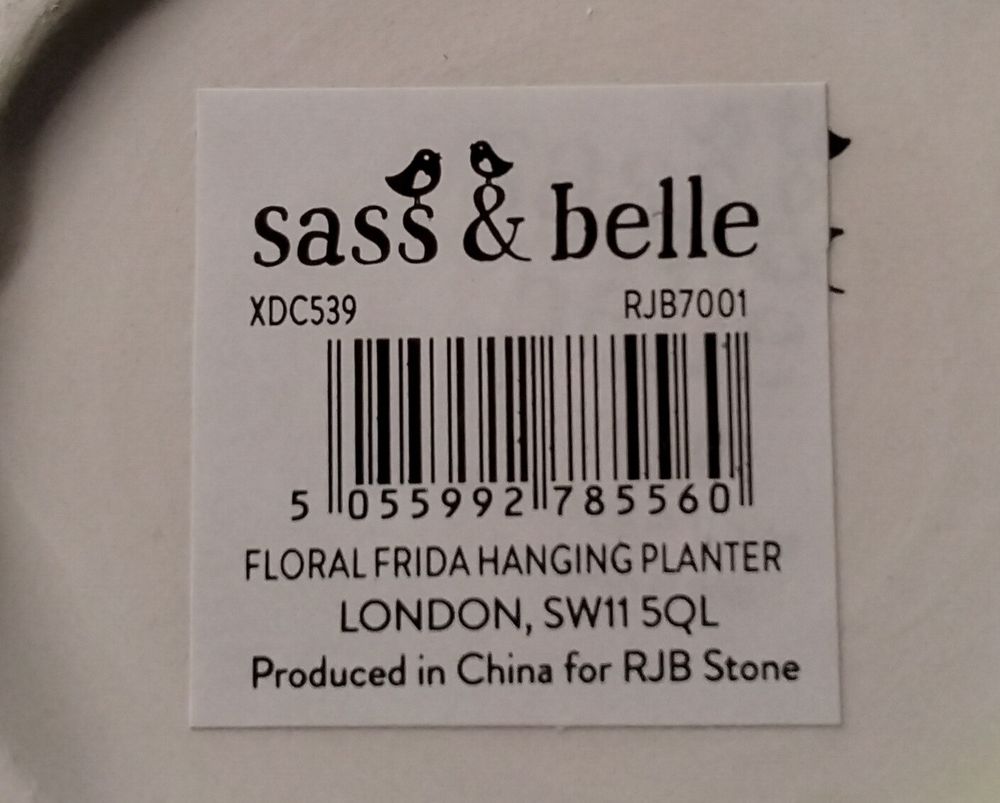 sass & belle
XDC539 RJB7001
5 055992 785560
FLORAL FRIDA HANGING PLANTER
LONDON, SW11 5QL
Produced in China for RJB Stone